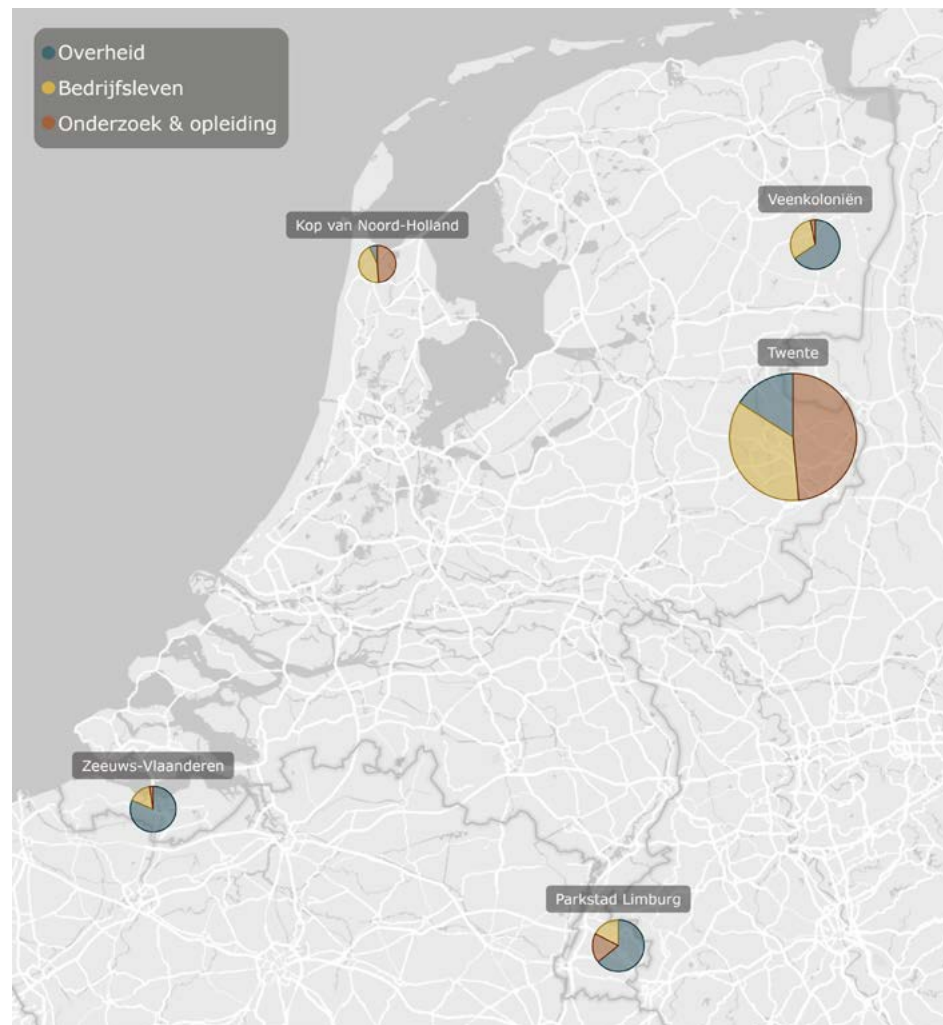 Overheid
Bedrijfsleven
Onderzoek & opleiding
Veenkoloniën
Kop van Noord-Holland
Twente
Zeeuws-Vlaanderen
Parkstad Limburg